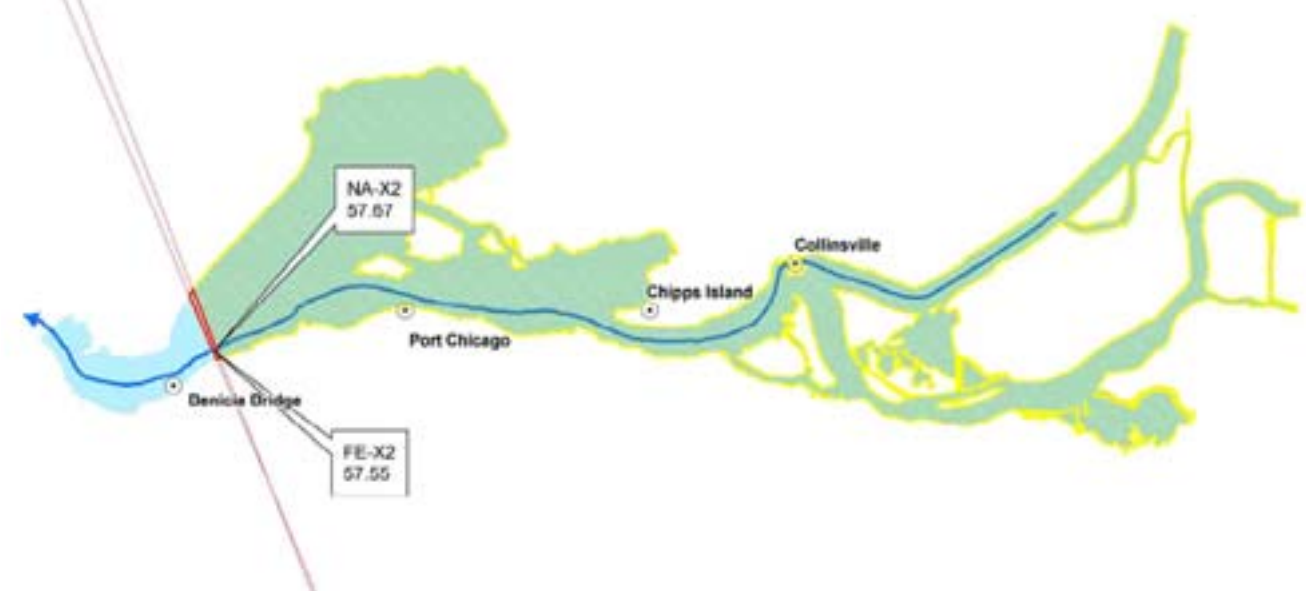 NA-X2
57.67
Collinsville
Chipps Island
Port Chicago
Benicia Bridge
FE-X2
57.55